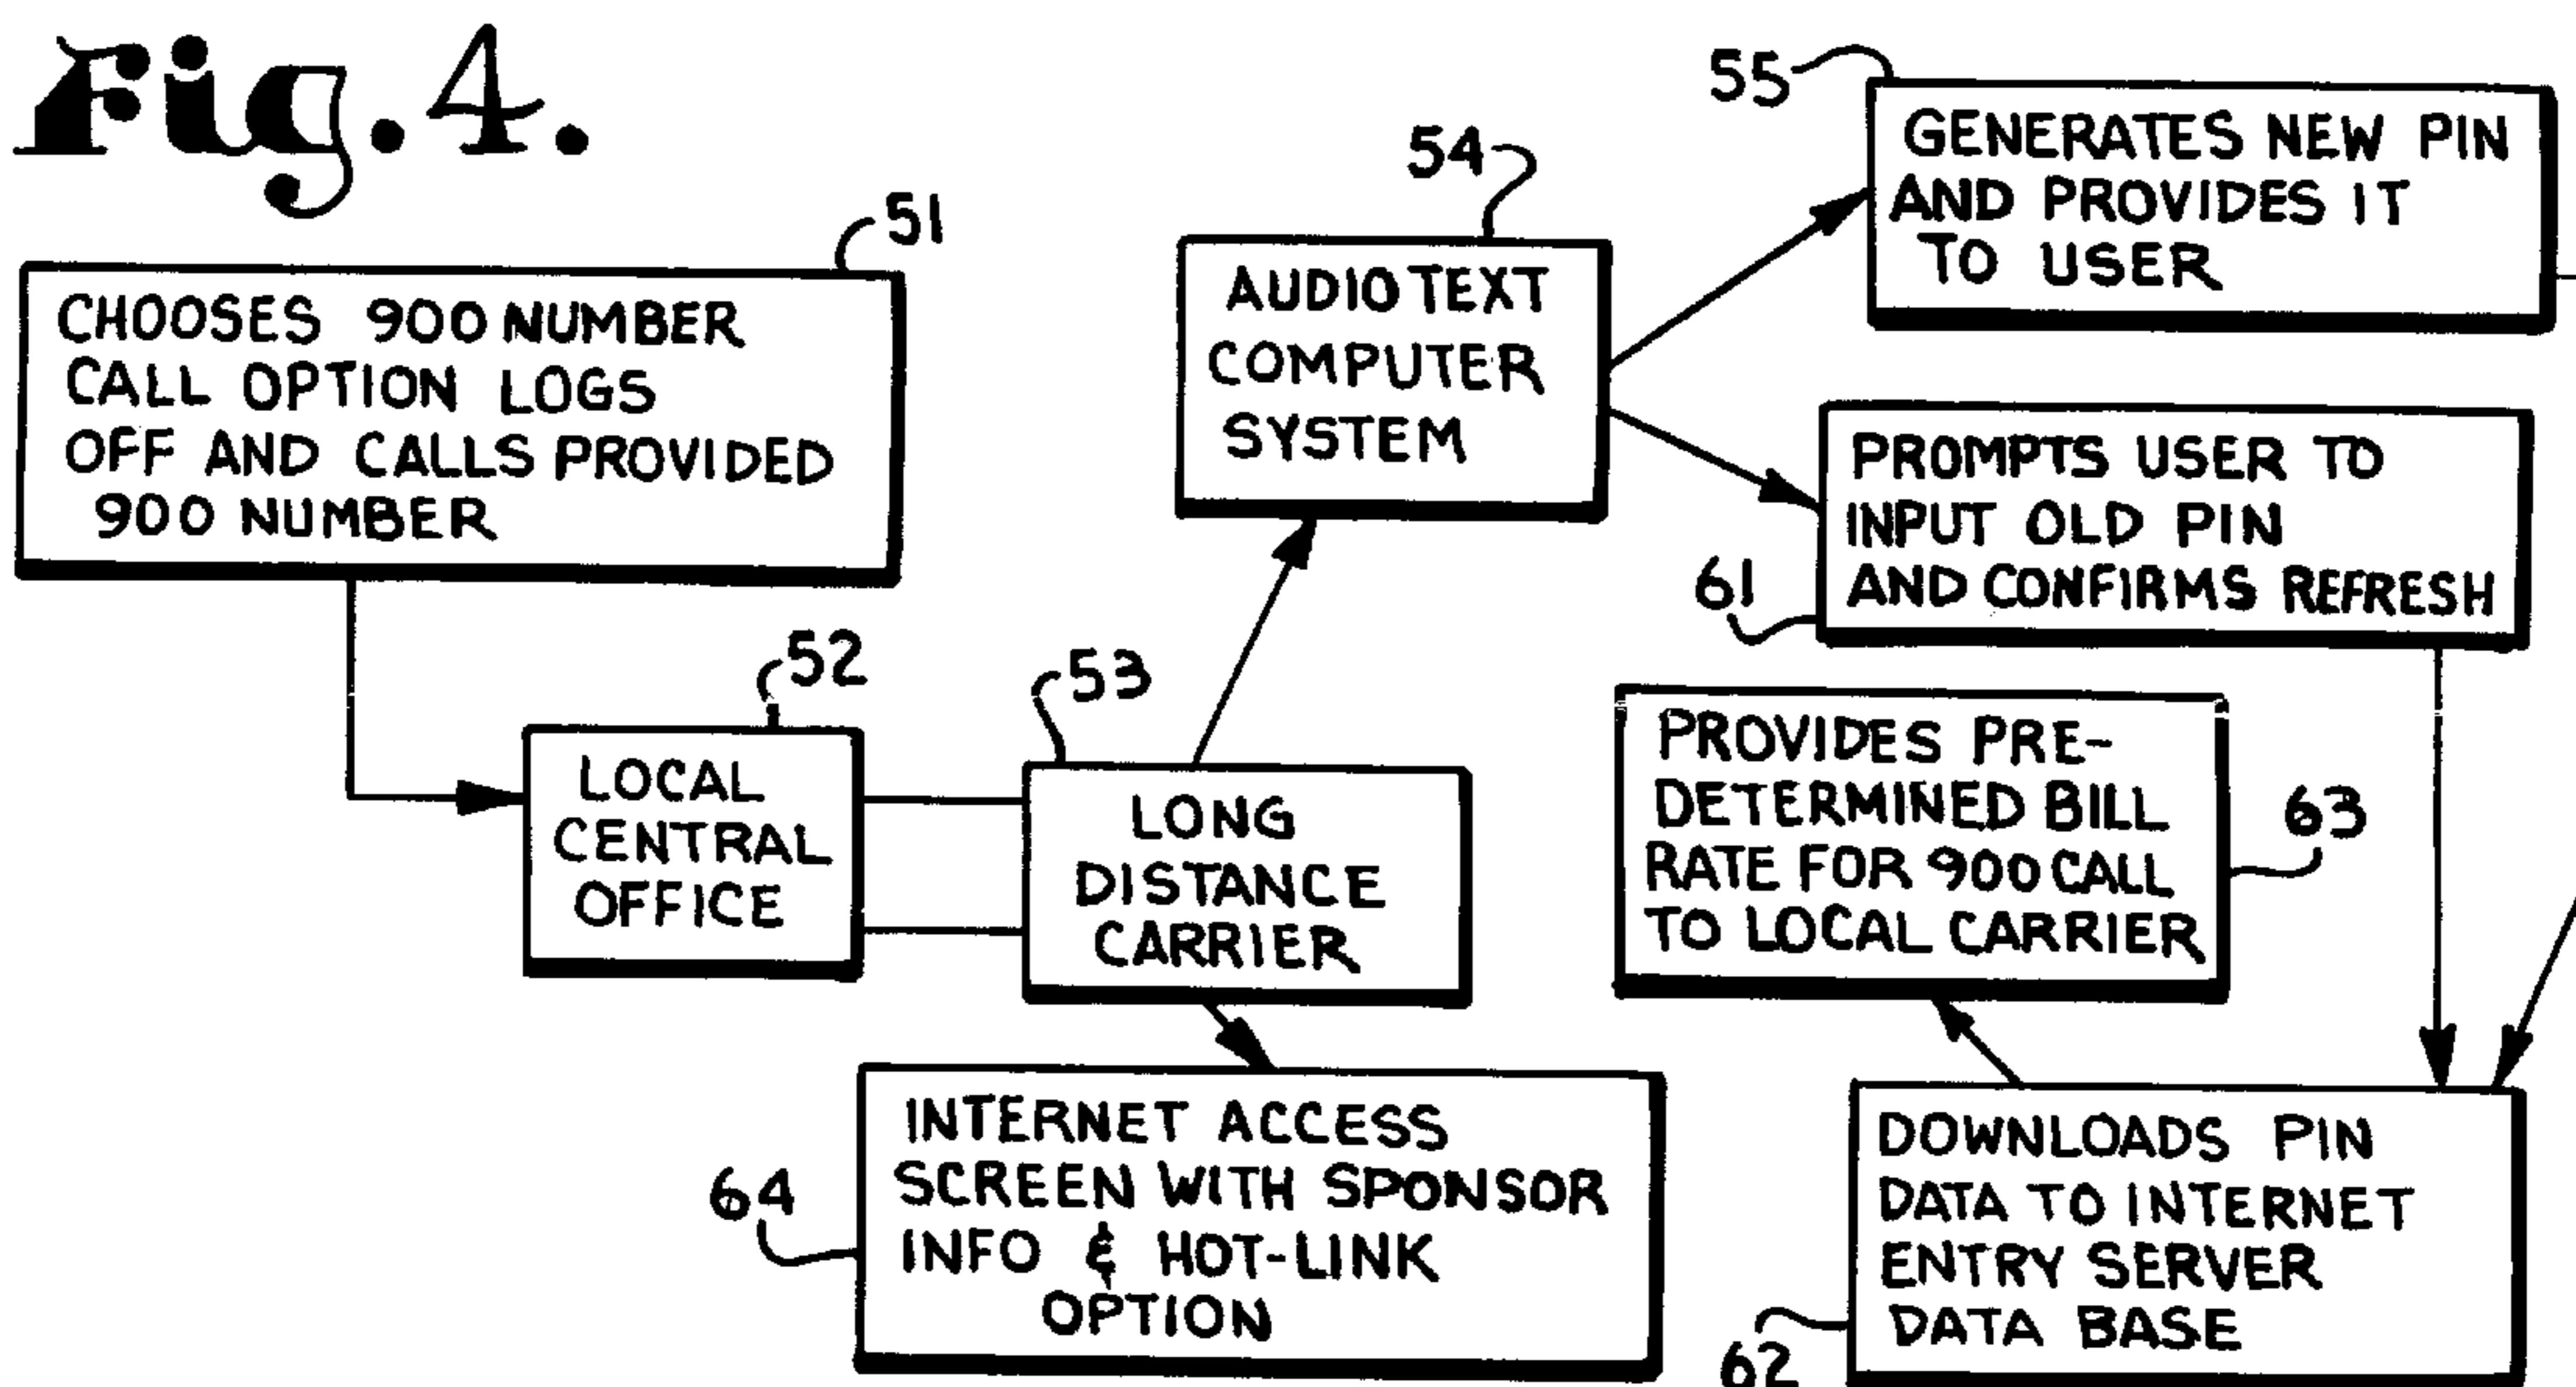 Fig. 4.
51
CHOOSES 900 NUMBER
CALL OPTION LOGS
OFF AND CALLS PROVIDED
900 NUMBER
52
LOCAL
CENTRAL
OFFICE
53
LONG
DISTANCE
CARRIER
54
AUDIOTEXT
COMPUTER
SYSTEM
55
GENERATES NEW PIN
AND PROVIDES IT
TO USER
61
PROMPTS USER TO
INPUT OLD PIN
AND CONFIRMS REFRESH
63
PROVIDES PRE-
DETERMINED BILL
RATE FOR 900 CALL
TO LOCAL CARRIER
64
INTERNET ACCESS
SCREEN WITH SPONSOR
INFO & HOT-LINK
OPTION
62
DOWNLOADS PIN
DATA TO INTERNET
ENTRY SERVER
DATA BASE